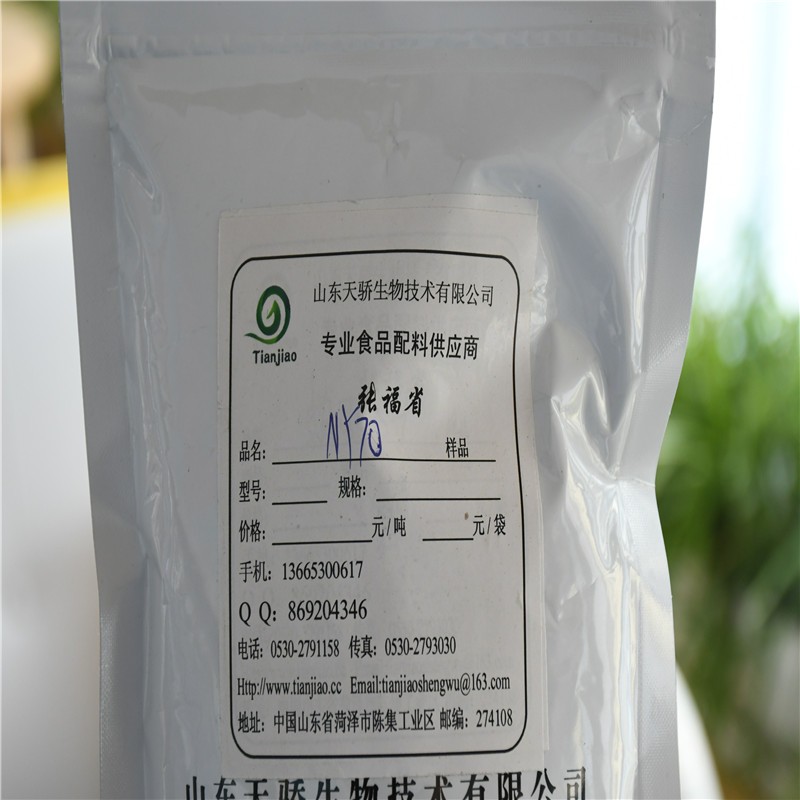 山东天骄生物技术有限公司
Tianjiao
专业食品配料供应商
张福省
品名: NY70 样品
型号: 规格:
价格: 元/吨 元/袋
手机: 13665300617
QQ: 869204346
电话: 0530-2791158 传真: 0530-2793030
Http://www.tianjiao.cc Email:tianjiaoshengwu@163.com
地址: 中国山东省菏泽市陈集工业区 邮编: 274108
山东天骄生物技术有限公司